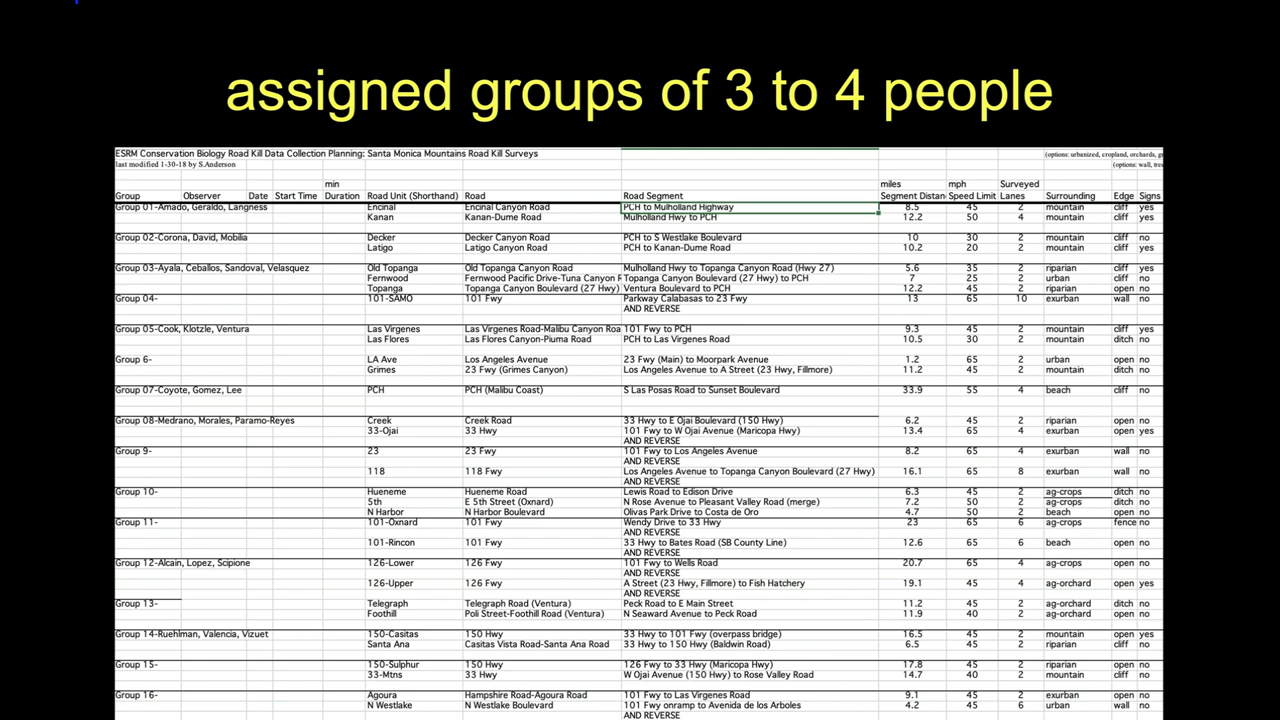 assigned groups of 3 to 4 people
ESRM Conservation Biology Road Kill Data Collection Planning: Santa Monica Mountains Road Kill Surveys (options: urbanized, cropland, orchards,
last modified 1-30-18 by S.Anderson (options: wall,
min miles mph Surveyed
Group Observer Date Start Time Duration Road Unit (Shorthand) Road Road Segment Segment Distan Speed Limit Lanes Surrounding Edge Signs
Group 01-Amado, Geraldo, Langness Encinal Encinal Canyon Road PCH to Mulholland Highway 8.5 45 2 mountain cliff yes
Kanan Kanan-Dume Road Mulholland Hwy to PCH 12.2 50 4 mountain cliff yes
Group 02-Corona, David, Mobilia Decker Decker Canyon Road PCH to S Westlake Boulevard 10 30 2 mountain cliff no
Latigo Latigo Canyon Road PCH to Kanan-Dume Road 10.2 20 2 mountain cliff yes
Group 03-Ayala, Ceballos, Sandoval, Velasquez Old Topanga Old Topanga Canyon Road Mulholland Hwy to Topanga Canyon Road (Hwy 27) 5.6 35 2 riparian cliff yes
Fernwood Fernwood Pacific Drive-Tuna Canyon R Topanga Canyon Boulevard (27 Hwy) to PCH 7 25 2 urban cliff no
Topanga Topanga Canyon Boulevard (27 Hwy) Ventura Boulevard to PCH 12.2 45 2 riparian open no
Group 04- 101-SAMO 101 Fwy Parkway Calabasas to 23 Fwy 13 65 10 exurban wall no
AND REVERSE
Group 05-Cook, Klotzle, Ventura Las Virgenes Las Virgenes Road-Malibu Canyon Roa 101 Fwy to PCH 9.3 45 2 mountain cliff yes
Las Flores Las Flores Canyon-Piuma Road PCH to Las Virgenes Road 10.5 30 2 mountain ditch no
Group 6- LA Ave Los Angeles Avenue 23 Fwy (Main) to Moorpark Avenue 1.2 65 2 urban open no
Grimes 23 Fwy (Grimes Canyon) Los Angeles Avenue to A Street (23 Hwy, Fillmore) 11.2 45 2 mountain ditch no
Group 07-Coyote, Gomez, Lee PCH PCH (Malibu Coast) S Las Posas Road to Sunset Boulevard 33.9 55 4 beach cliff no
Group 08-Medrano, Morales, Paramo-Reyes Creek Creek Road 33 Hwy to E Ojai Boulevard (150 Hwy) 6.2 45 2 riparian open no
33-Ojai 33 Hwy 101 Fwy to W Ojai Avenue (Maricopa Hwy) 13.4 65 4 exurban open yes
AND REVERSE
Group 9- 23 23 Fwy 101 Fwy to Los Angeles Avenue 8.2 65 4 exurban wall no
AND REVERSE
118 118 Fwy Los Angeles Avenue to Topanga Canyon Boulevard (27 Hwy) 16.1 65 8 exurban wall no
AND REVERSE
Group 10- Hueneme Hueneme Road Lewis Road to Edison Drive 6.3 45 2 ag-crops ditch no
5th E 5th Street (Oxnard) N Rose Avenue to Pleasant Valley Road (merge) 7.2 50 2 ag-crops ditch no
N Harbor N Harbor Boulevard Olivas Park Drive to Costa de Oro 4.7 50 2 beach open no
Group 11- 101-Oxnard 101 Fwy Wendy Drive to 33 Hwy 23 65 6 ag-crops fence no
AND REVERSE
101-Rincon 101 Fwy 33 Hwy to Bates Road (SB County Line) 12.6 65 6 beach open no
AND REVERSE
Group 12-Alcain, Lopez, Scipione 126-Lower 126 Fwy 101 Fwy to Wells Road 20.7 65 4 ag-crops open no
AND REVERSE
126-Upper 126 Fwy A Street (23 Hwy, Fillmore) to Fish Hatchery 19.1 45 4 ag-orchard open yes
AND REVERSE
Group 13- Telegraph Telegraph Road (Ventura) Peck Road to E Main Street 11.2 45 2 ag-orchard ditch no
Foothill Poli Street-Foothill Road (Ventura) N Seaward Avenue to Peck Road 11.9 40 2 ag-orchard open no
Group 14-Ruehlman, Valencia, Vizuet 150-Casitas 150 Hwy 33 Hwy to 101 Fwy (overpass bridge) 16.5 45 2 mountain open yes
Santa Ana Casitas Vista Road-Santa Ana Road 33 Hwy to 150 Hwy (Baldwin Road) 6.5 45 2 riparian cliff no
Group 15- 150-Sulphur 150 Hwy 126 Fwy to 33 Hwy (Maricopa Hwy) 17.8 45 2 riparian open no
33-Mtns 33 Hwy W Ojai Avenue (150 Hwy) to Rose Valley Road 14.7 40 2 mountain cliff no
Group 16- Agoura Hampshire Road-Agoura Road 101 Fwy to Las Virgenes Road 9.1 45 2 exurban open no
N Westlake N Westlake Boulevard 101 Fwy onramp to Avenida de los Arboles 4.2 45 6 urban wall no
AND REVERSE